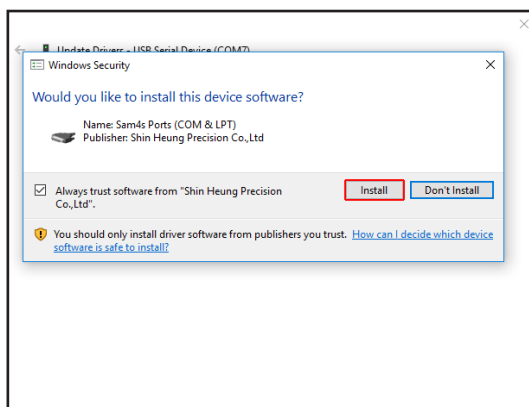 Update Drivers - USB Serial Device (COM7)
Windows Security
Would you like to install this device software?
Name: Sam4s Ports (COM & LPT)
Publisher: Shin Heung Precision Co.,Ltd
Always trust software from "Shin Heung Precision
Co.,Ltd".
Install
Don't Install
You should only install driver software from publishers you trust. How can I decide which device
software is safe to install?